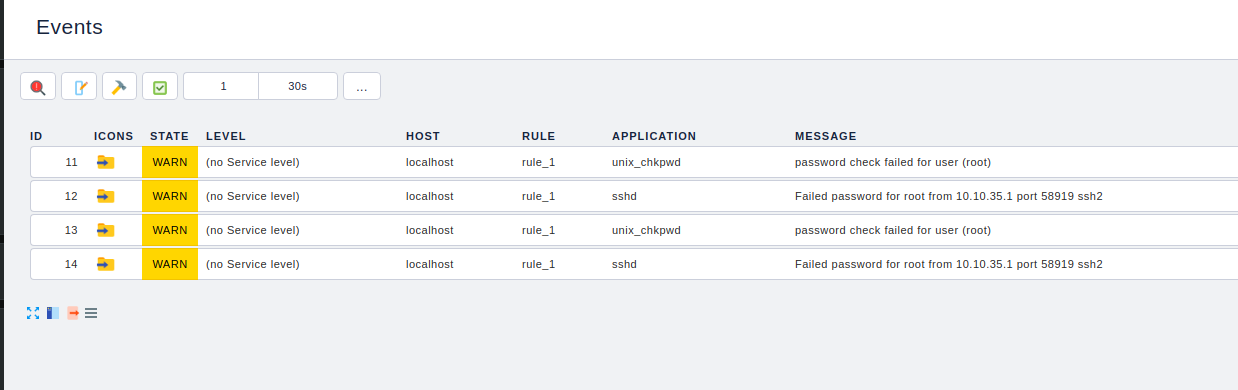 Events
1 30s ...
ID ICONS STATE LEVEL HOST RULE APPLICATION MESSAGE
11 WARN (no Service level) localhost rule_1 unix_chkpwd password check failed for user (root)
12 WARN (no Service level) localhost rule_1 sshd Failed password for root from 10.10.35.1 port 58919 ssh2
13 WARN (no Service level) localhost rule_1 unix_chkpwd password check failed for user (root)
14 WARN (no Service level) localhost rule_1 sshd Failed password for root from 10.10.35.1 port 58919 ssh2